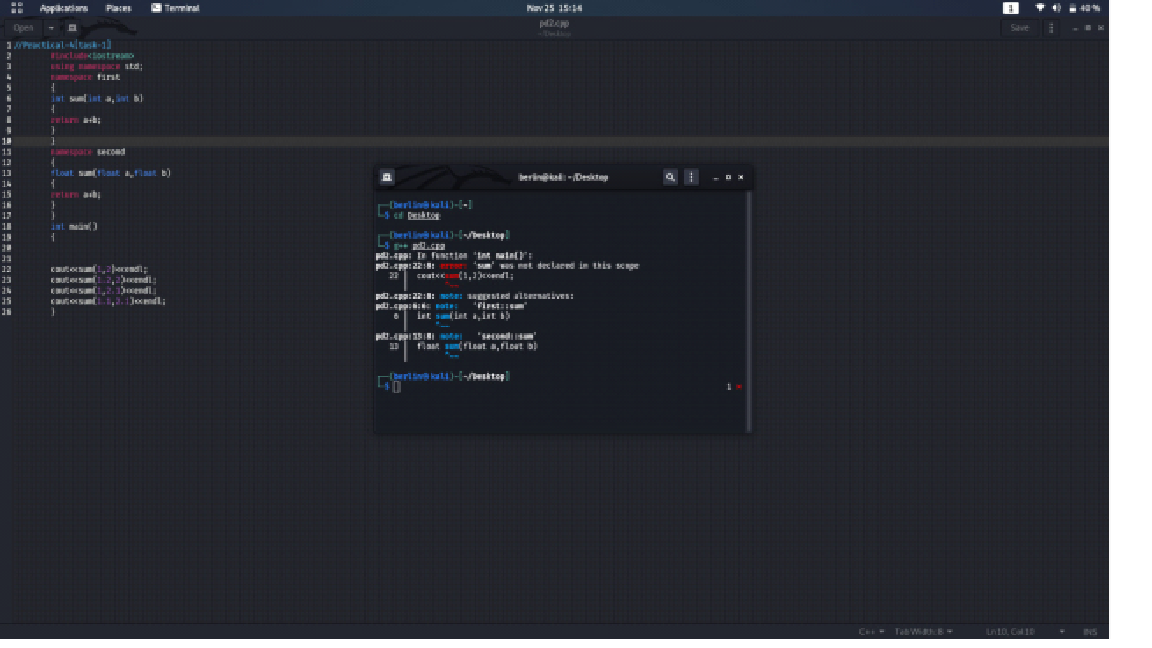 Applications Places Terminal Nov 25 15:14 1 40 %
Open pd2.cpp Save
~/Desktop
1 //Practical-4[task-1]
2 #include<iostream>
3 using namespace std;
4 namespace first
5 {
6 int sum(int a,int b)
7 {
8 return a+b;
9 }
10 }
11 namespace second
12 {
13 float sum(float a,float b)
14 {
15 return a+b;
16 }
17 }
18 int main()
19 {
20
21
22 cout<<sum(1,2)<<endl;
23 cout<<sum(1.2,2)<<endl;
24 cout<<sum(1,2.1)<<endl;
25 cout<<sum(1.1,2.1)<<endl;
26 }
berlin@kali: ~/Desktop
(berlin㉿kali)-[~]
$ cd Desktop
(berlin㉿kali)-[~/Desktop]
$ g++ pd2.cpp
pd2.cpp: In function 'int main()':
pd2.cpp:22:8: error: 'sum' was not declared in this scope
22 | cout<<sum(1,2)<<endl;
^~~
pd2.cpp:22:8: note: suggested alternatives:
pd2.cpp:6:6: note: 'first::sum'
6 | int sum(int a,int b)
^~~
pd2.cpp:13:8: note: 'second::sum'
13 | float sum(float a,float b)
^~~
(berlin㉿kali)-[~/Desktop]
$ 1 ⨯
C++ Tab Width: 8 Ln 10, Col 10 INS